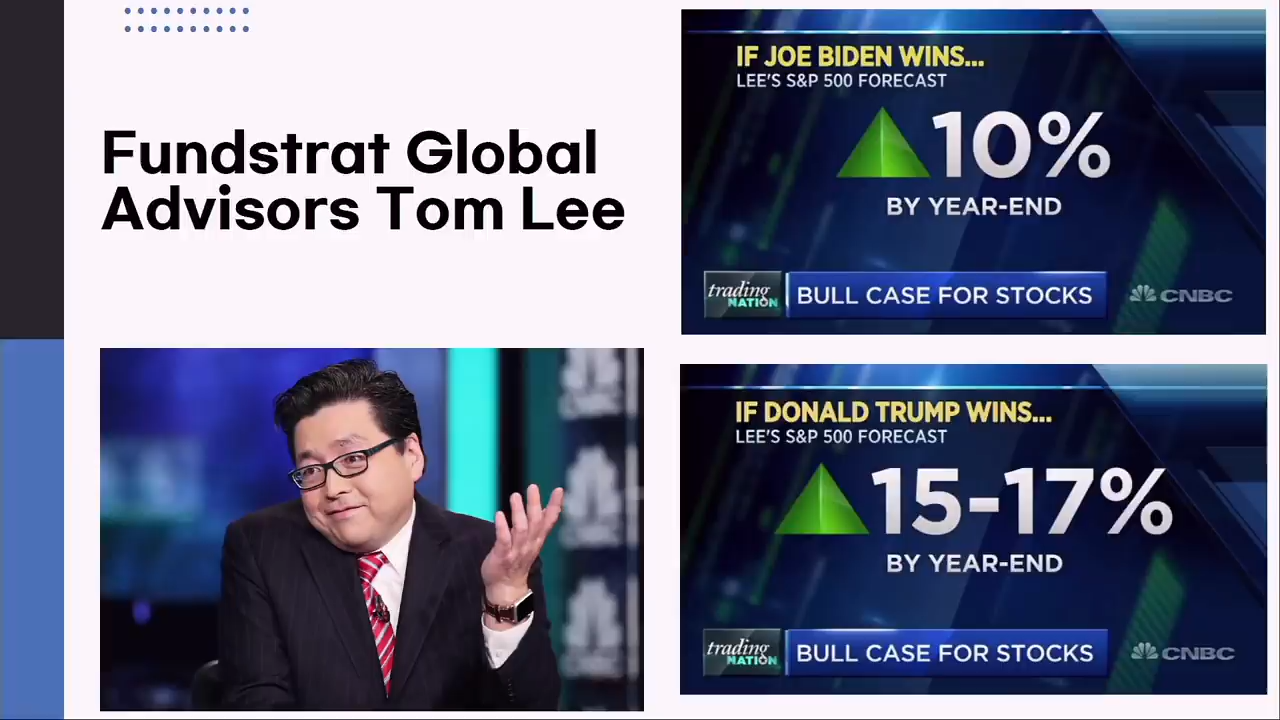 Fundstrat Global
Advisors Tom Lee
IF JOE BIDEN WINS...
LEE'S S&P 500 FORECAST
10%
BY YEAR-END
trading
NATION
BULL CASE FOR STOCKS
CNBC
IF DONALD TRUMP WINS...
LEE'S S&P 500 FORECAST
15-17%
BY YEAR-END
trading
NATION
BULL CASE FOR STOCKS
CNBC